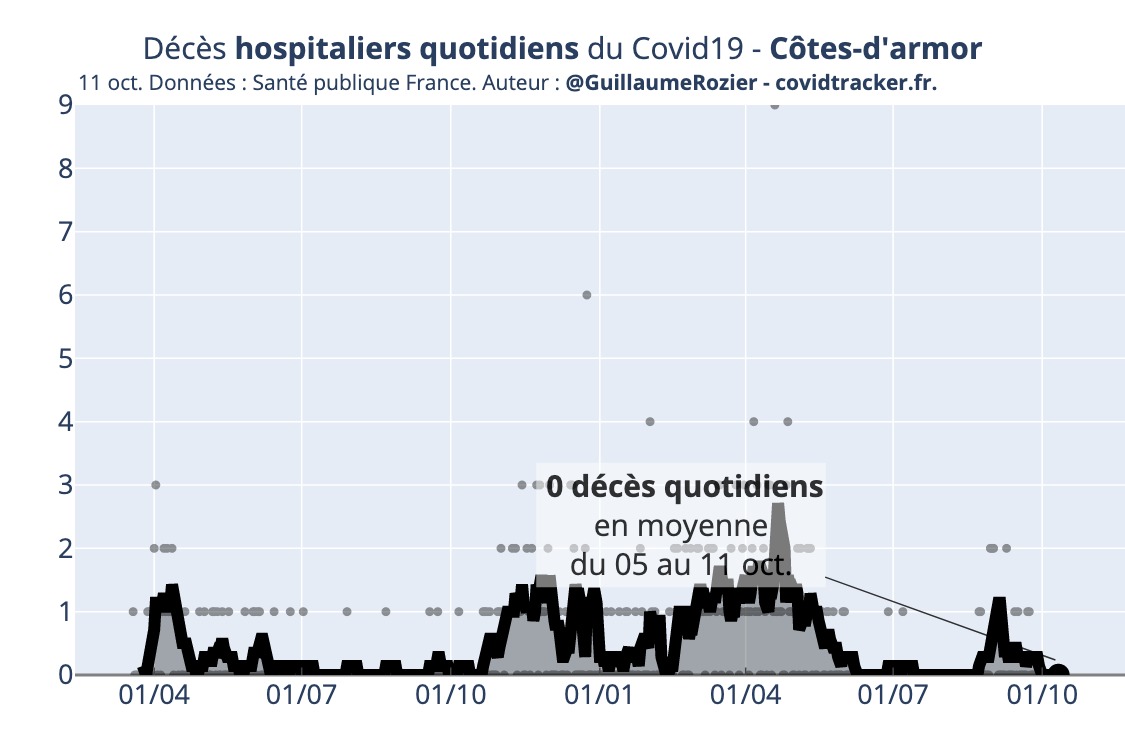 Décès hospitaliers quotidiens du Covid19 - Côtes-d'armor
11 oct. Données : Santé publique France. Auteur : @GuillaumeRozier - covidtracker.fr.
9
8
7
6
5
4
3
2
1
0
0 décès quotidiens
en moyenne
du 05 au 11 oct.
01/04 01/07 01/10 01/01 01/04 01/07 01/10